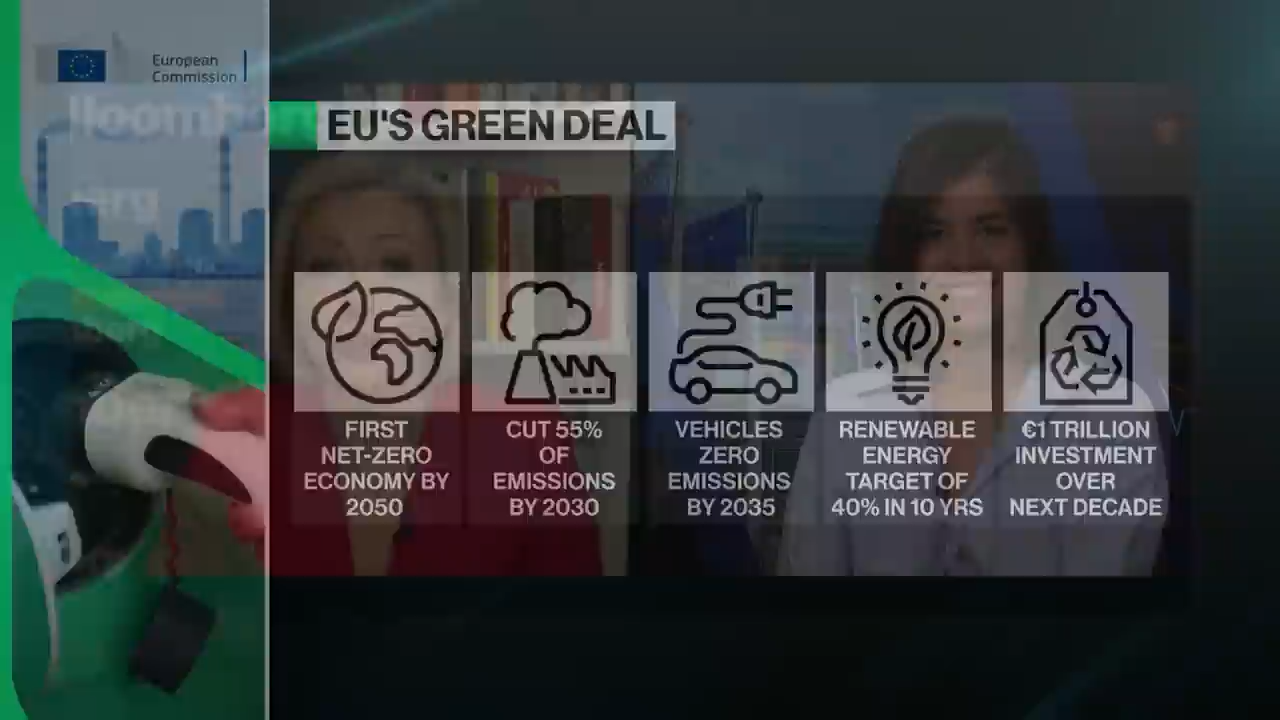 European
Commission
EU'S GREEN DEAL
FIRST
NET-ZERO
ECONOMY BY
2050
CUT 55%
OF
EMISSIONS
BY 2030
VEHICLES
ZERO
EMISSIONS
BY 2035
RENEWABLE
ENERGY
TARGET OF
40% IN 10 YRS
€1 TRILLION
INVESTMENT
OVER
NEXT DECADE